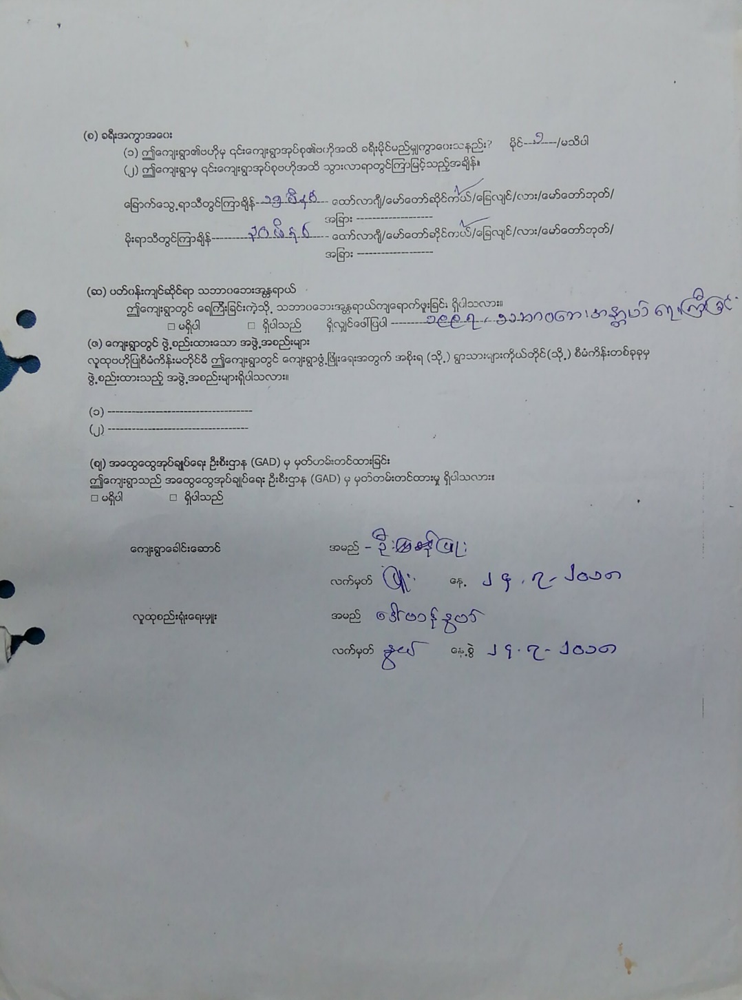 (စ) ခရီးအကွာအဝေး
(၁) ဤကျေးရွာ၏ဗဟိုမှ ၎င်းကျေးရွာအုပ်စု၏ဗဟိုအထိ ခရီးမိုင်မည်မျှကွာဝေးသနည်း? မိုင်-----၁-----/မသိပါ
(၂) ဤကျေးရွာမှ ၎င်းကျေးရွာအုပ်စုဗဟိုအထိ သွားလာရာတွင်ကြာမြင့်သည့်အချိန်။
ခြောက်သွေ့ရာသီတွင်ကြာချိန်--၁၅ မိနစ်-- ထော်လာဂျီ/မော်တော်ဆိုင်ကယ်/ခြေလျင်/လား/မော်တော်ဘုတ်/
အခြား -------------------
မိုးရာသီတွင်ကြာချိန်----------၃၀ မိနစ်----- ထော်လာဂျီ/မော်တော်ဆိုင်ကယ်/ခြေလျင်/လား/မော်တော်ဘုတ်/
အခြား -------------------
(ဆ) ပတ်ဝန်းကျင်ဆိုင်ရာ သဘာဝဘေးအန္တရာယ်
ဤကျေးရွာတွင် ရေကြီးခြင်းကဲ့သို့ သဘာဝဘေးအန္တရာယ်ကျရောက်ဖူးခြင်း ရှိပါသလား။
□ မရှိပါ □ ရှိပါသည် ရှိလျှင်ဖေါ်ပြပါ ---------၁၉၉၇၊ သဘာဝဘေးအန္တရာယ် ရေကြီးခြင်း
(ဇ) ကျေးရွာတွင် ဖွဲ့စည်းထားသော အဖွဲ့အစည်းများ
လူထုဗဟိုပြုစီမံကိန်းမတိုင်မီ ဤကျေးရွာတွင် ကျေးရွာဖွံ့ဖြိုးရေးအတွက် အစိုးရ (သို့) ရွာသားများကိုယ်တိုင်(သို့) စီမံကိန်းတစ်ခုခုမှ
ဖွဲ့စည်းထားသည့် အဖွဲ့အစည်းများရှိပါသလား။
(၁) ------------------------------------
(၂) -----------------------------------
(ဈ) အထွေထွေအုပ်ချုပ်ရေး ဦးစီးဌာန (GAD) မှ မှတ်ဟမ်းတင်ထားခြင်း
ဤကျေးရွာသည် အထွေထွေအုပ်ချုပ်ရေး ဦးစီးဌာန (GAD) မှ မှတ်တမ်းတင်ထားမှု ရှိပါသလား။
□ မရှိပါ □ ရှိပါသည်
ကျေးရွာခေါင်းဆောင် အမည် - ဦး
လက်မှတ် ဖြူး နေ့ ၂၄.၇.၂၀၁၈
လူထုစည်းရုံးရေးမှူး အမည် ဒေါ် နွယ်
လက်မှတ် နွယ် နေ့စွဲ ၂၄.၇.၂၀၁၈